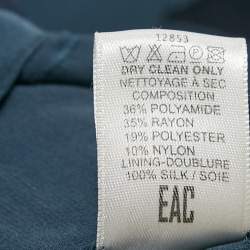 12853
DRY CLEAN ONLY
NETTOYAGE À SEC
COMPOSITION
36% POLYAMIDE
35% RAYON
19% POLYESTER
10% NYLON
LINING-DOUBLURE
100% SILK / SOIE
EAC